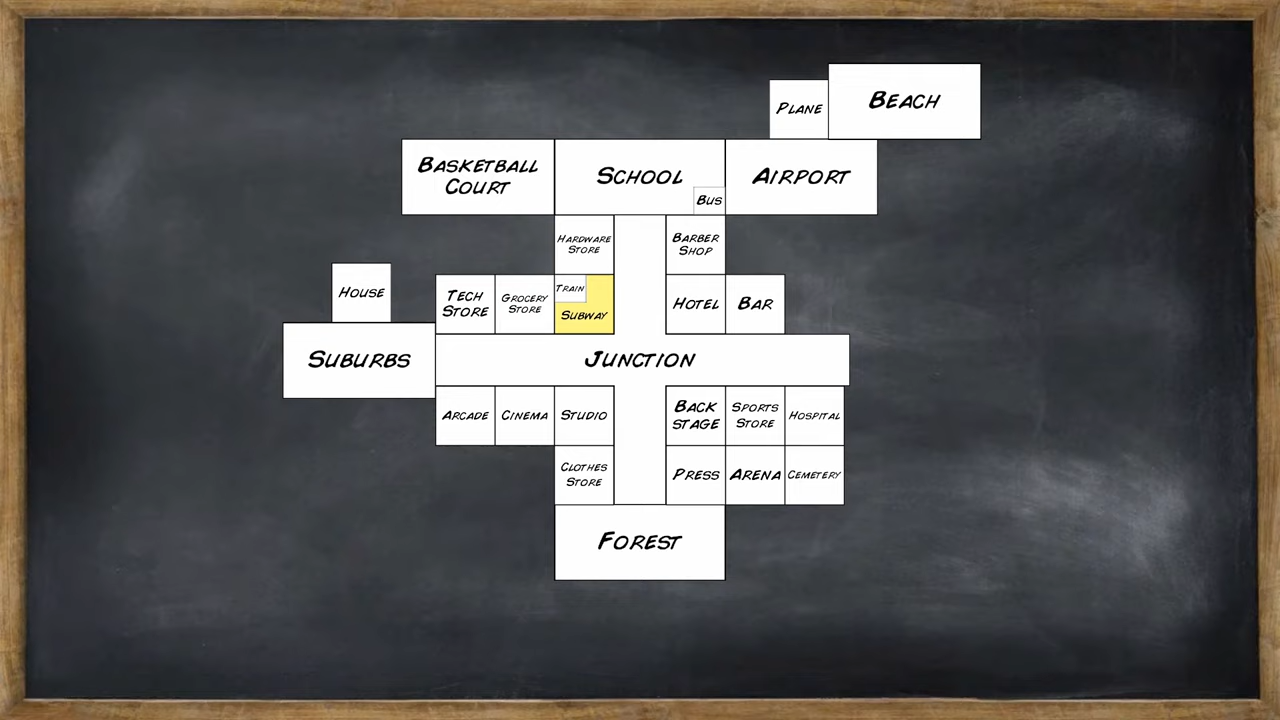 PLANE
BEACH
BASKETBALL
COURT
SCHOOL
BUS
AIRPORT
HARDWARE
STORE
BARBER
SHOP
HOUSE
TECH
STORE
GROCERY
STORE
TRAIN
SUBWAY
HOTEL
BAR
SUBURBS
JUNCTION
ARCADE
CINEMA
STUDIO
BACK
STAGE
SPORTS
STORE
HOSPITAL
CLOTHES
STORE
PRESS
ARENA
CEMETERY
FOREST